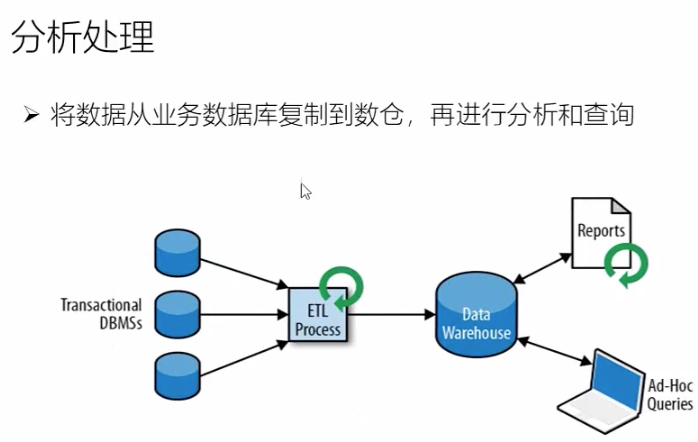 分析处理
➢ 将数据从业务数据库复制到数仓，再进行分析和查询
Reports
Transactional
DBMSs
ETL
Process
Data
Warehouse
Ad-Hoc
Queries